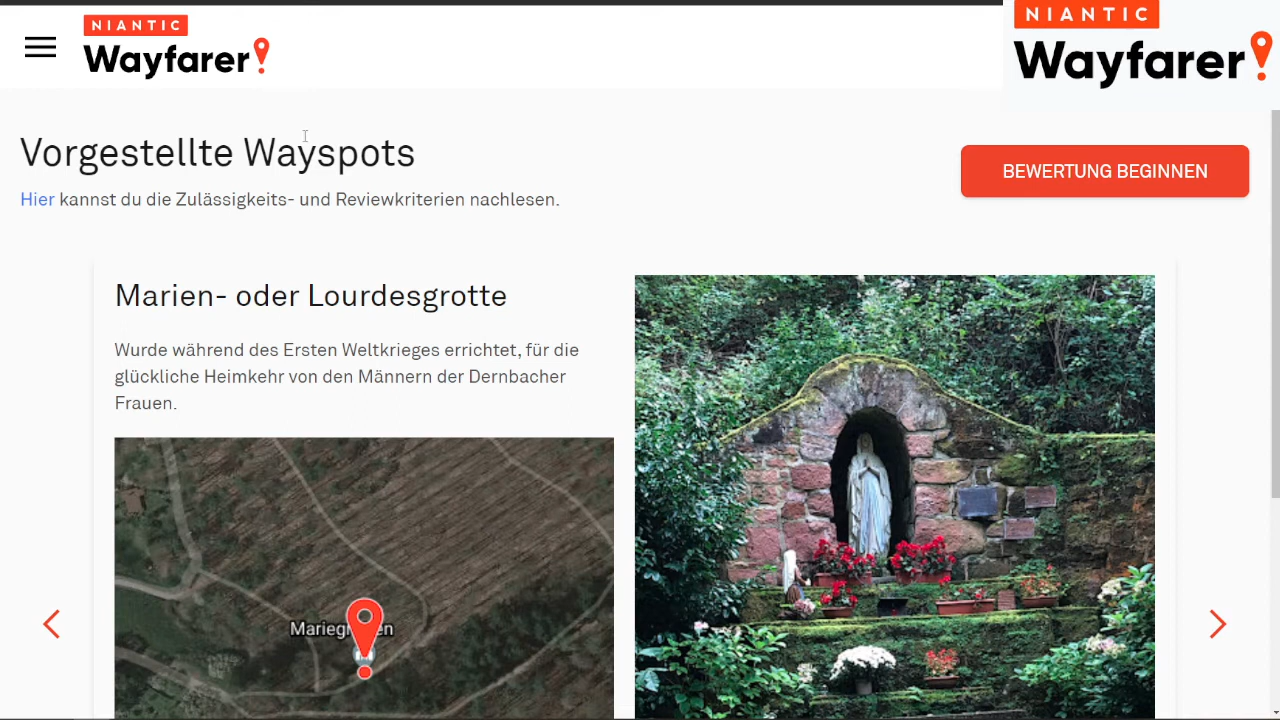 NIANTIC
Wayfarer
NIANTIC
Wayfarer
Vorgestellte Wayspots
BEWERTUNG BEGINNEN
Hier kannst du die Zulässigkeits- und Reviewkriterien nachlesen.
Marien- oder Lourdesgrotte
Wurde während des Ersten Weltkrieges errichtet, für die
glückliche Heimkehr von den Männern der Dernbacher
Frauen.